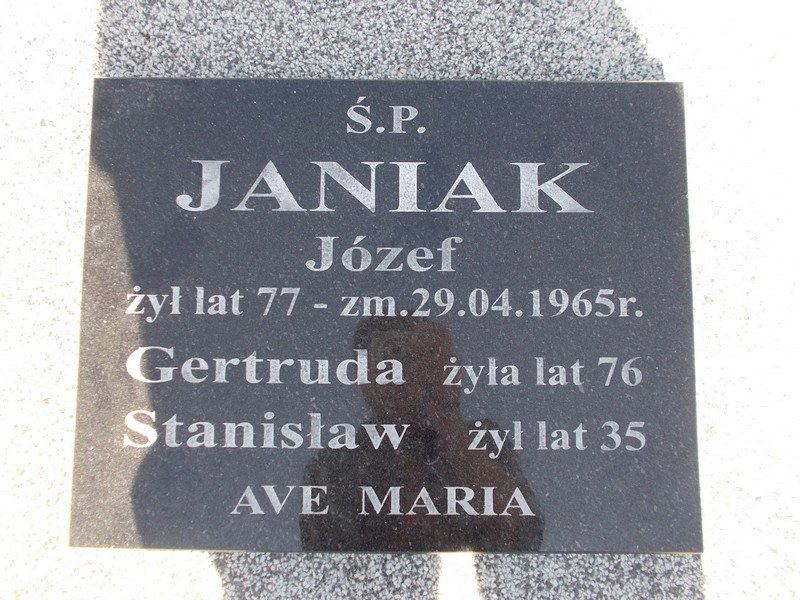 Ś.P.
JANIAK
Józef
żył lat 77 - zm.29.04.1965r.
Gertruda żyła lat 76
Stanisław żył lat 35
AVE MARIA